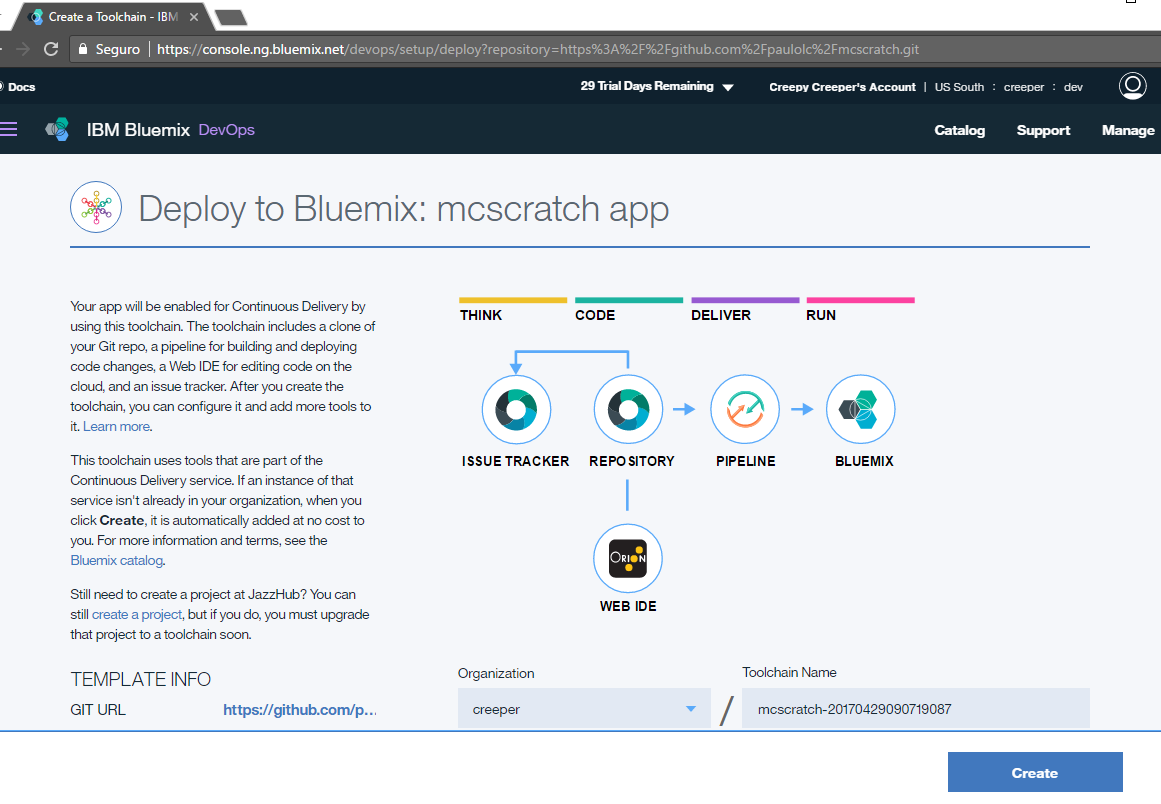 Create a Toolchain - IBM
Seguro | https://console.ng.bluemix.net/devops/setup/deploy?repository=https%3A%2F%2Fgithub.com%2Fpaulolc%2Fmcscratch.git
Docs
29 Trial Days Remaining
Creepy Creeper's Account | US South : creeper : dev
IBM Bluemix DevOps
Catalog
Support
Manage
Deploy to Bluemix: mcscratch app
Your app will be enabled for Continuous Delivery by
using this toolchain. The toolchain includes a clone of
your Git repo, a pipeline for building and deploying
code changes, a Web IDE for editing code on the
cloud, and an issue tracker. After you create the
toolchain, you can configure it and add more tools to
it. Learn more.
This toolchain uses tools that are part of the
Continuous Delivery service. If an instance of that
service isn't already in your organization, when you
click Create, it is automatically added at no cost to
you. For more information and terms, see the
Bluemix catalog.
Still need to create a project at JazzHub? You can
still create a project, but if you do, you must upgrade
that project to a toolchain soon.
TEMPLATE INFO
GIT URL
https://github.com/p...
THINK
CODE
DELIVER
RUN
ISSUE TRACKER
REPOSITORY
PIPELINE
BLUEMIX
ORION
WEB IDE
Organization
creeper
/
Toolchain Name
mcscratch-20170429090719087
Create